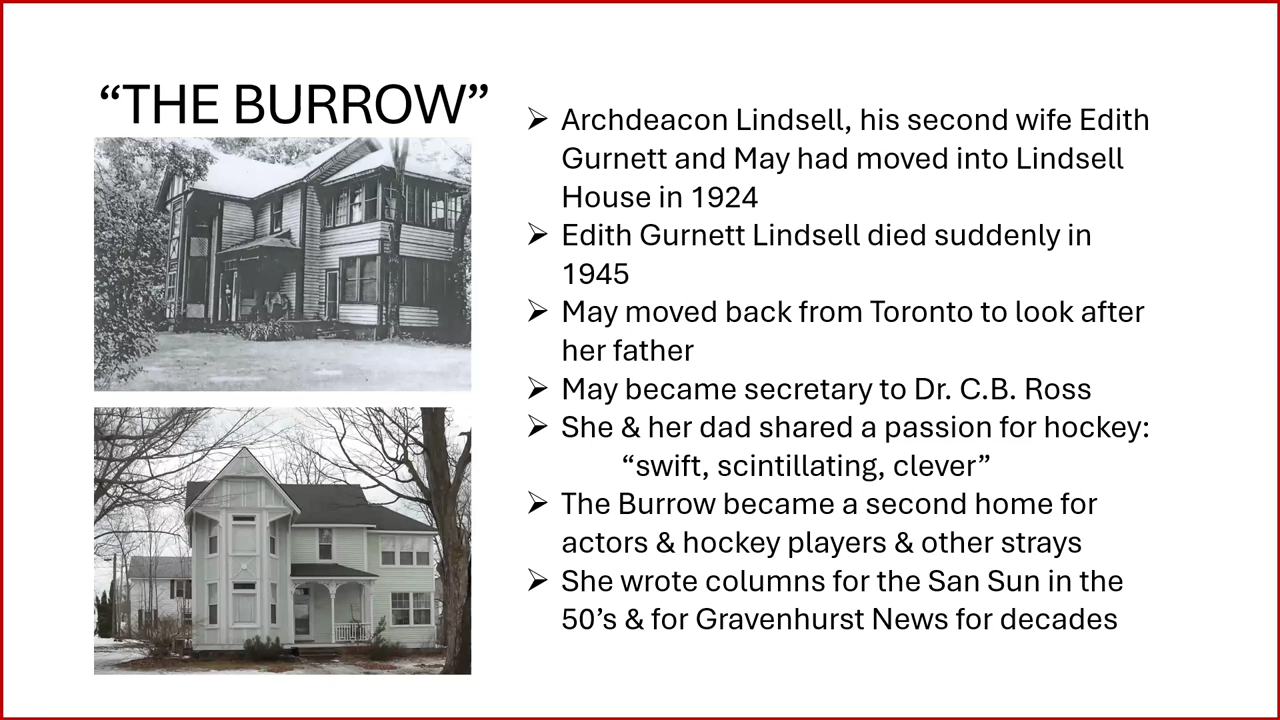 “THE BURROW”
➢ Archdeacon Lindsell, his second wife Edith
Gurnett and May had moved into Lindsell
House in 1924
➢ Edith Gurnett Lindsell died suddenly in
1945
➢ May moved back from Toronto to look after
her father
➢ May became secretary to Dr. C.B. Ross
➢ She & her dad shared a passion for hockey:
“swift, scintillating, clever”
➢ The Burrow became a second home for
actors & hockey players & other strays
➢ She wrote columns for the San Sun in the
50’s & for Gravenhurst News for decades